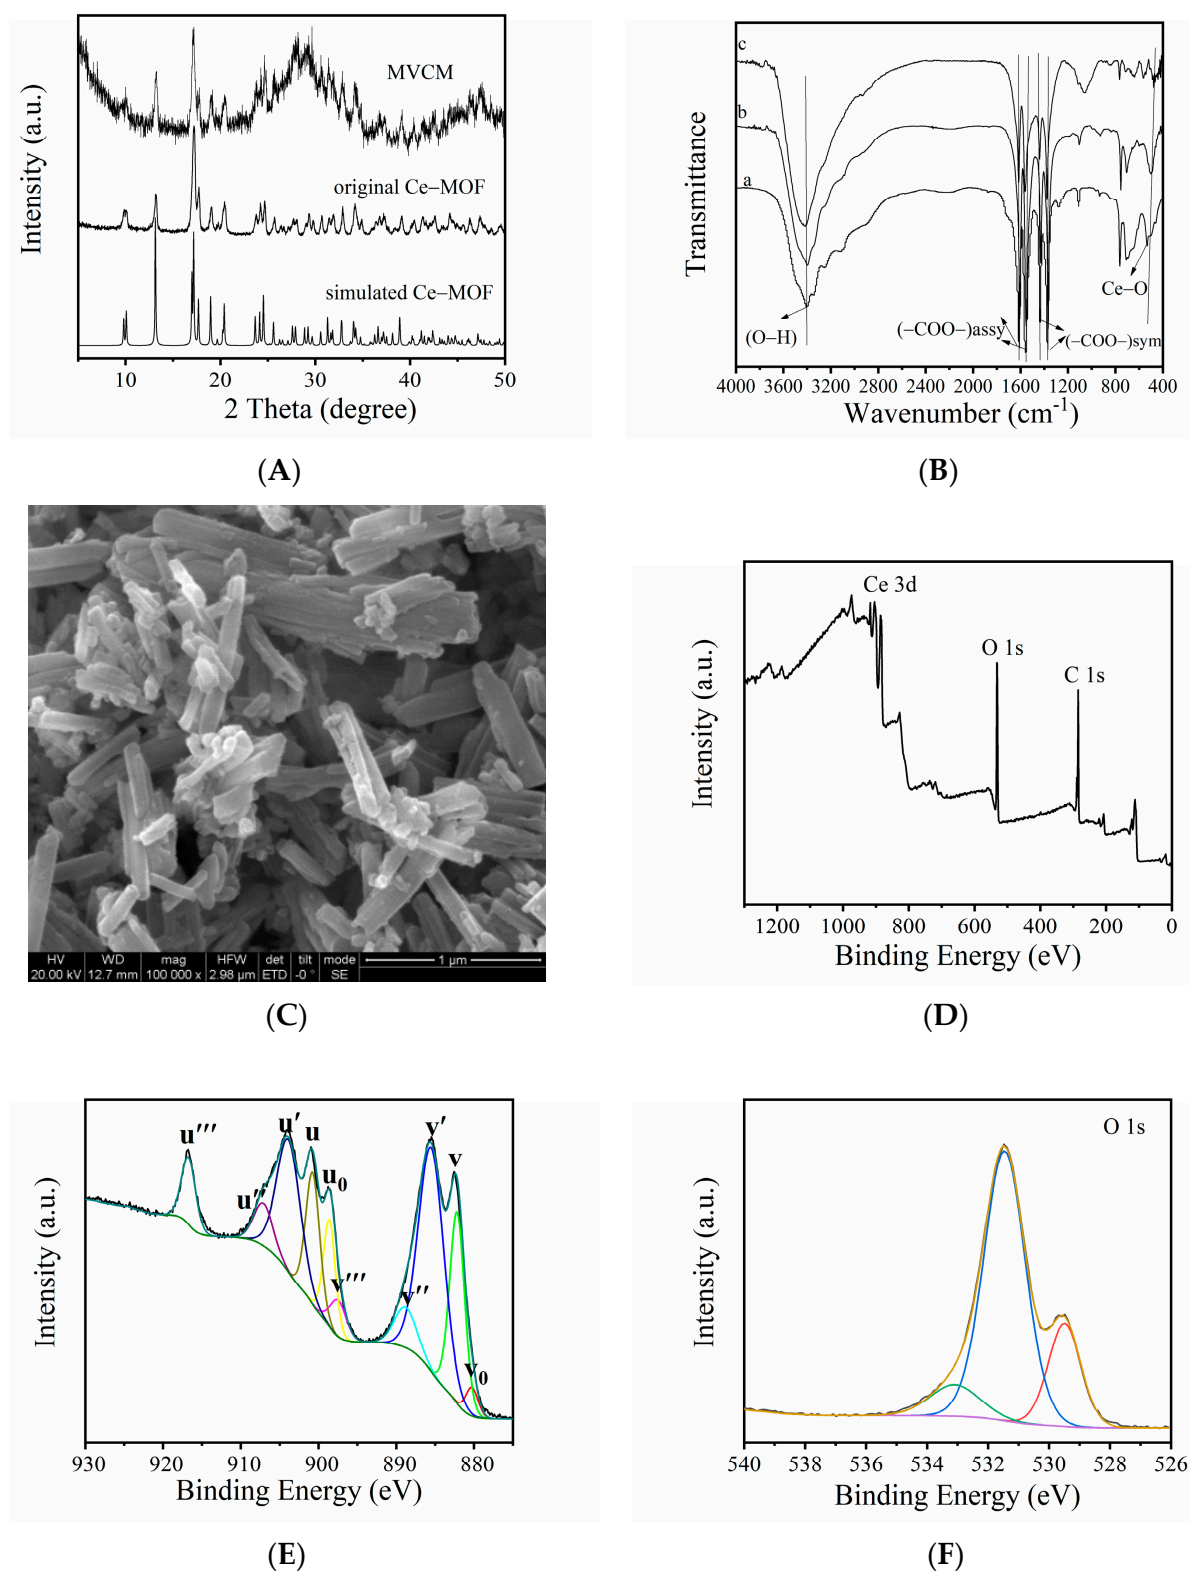 Intensity (a.u.)
MVCM
original Ce−MOF
simulated Ce−MOF
10 20 30 40 50
2 Theta (degree)
(A)
Transmittance
c
b
a
(O−H)
(−COO−)assy
(−COO−)sym
Ce−O
4000 3600 3200 2800 2400 2000 1600 1200 800 400
Wavenumber (cm⁻¹)
(B)
HV WD mag HFW det tilt mode
20.00 kV 12.7 mm 100 000 x 2.98 µm ETD -0 ° SE
1 µm
(C)
Intensity (a.u.)
Ce 3d
O 1s
C 1s
1200 1000 800 600 400 200 0
Binding Energy (eV)
(D)
Intensity (a.u.)
u′′′
u′′
u′
u
u₀
v′′′
v′′
v′
v
v₀
930 920 910 900 890 880
Binding Energy (eV)
(E)
Intensity (a.u.)
O 1s
540 538 536 534 532 530 528 526
Binding Energy (eV)
(F)